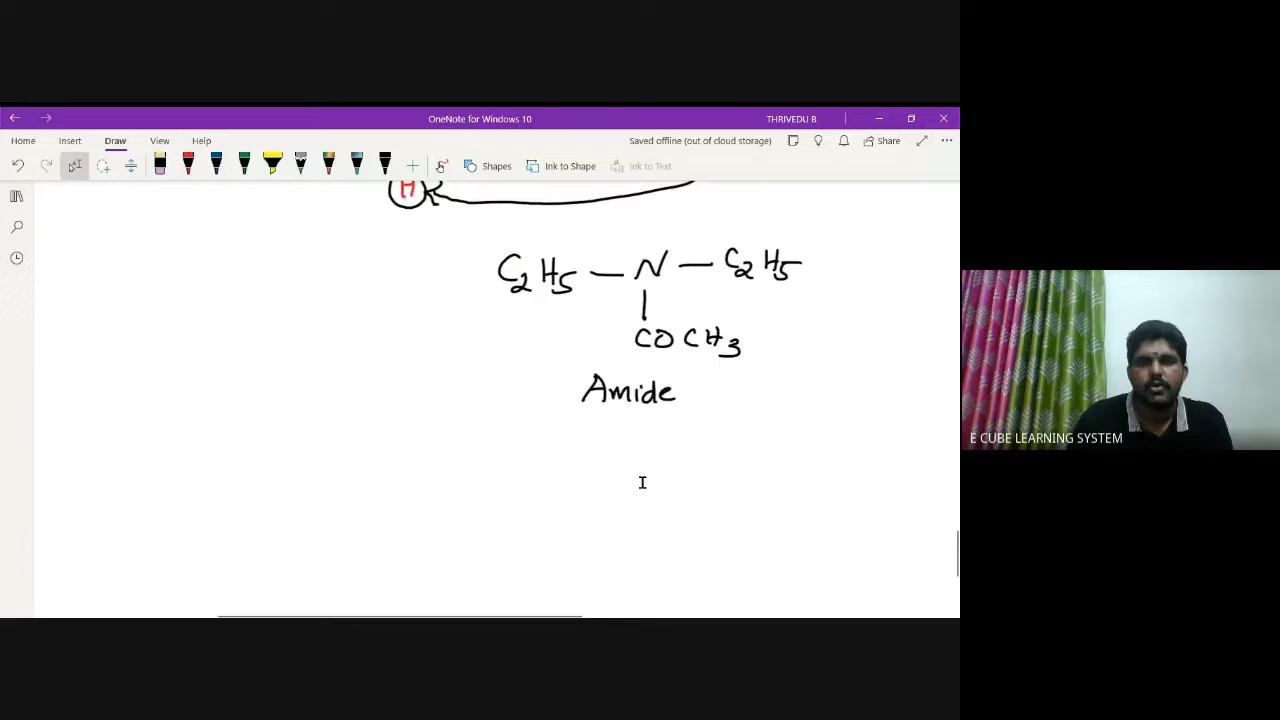 OneNote for Windows 10
THRIVEDU B
Home Insert Draw View Help
Saved offline (out of cloud storage)
Share
Shapes
Ink to Shape
Ink to Text
H
C2H5 — N — C2H5
COCH3
Amide
E CUBE LEARNING SYSTEM